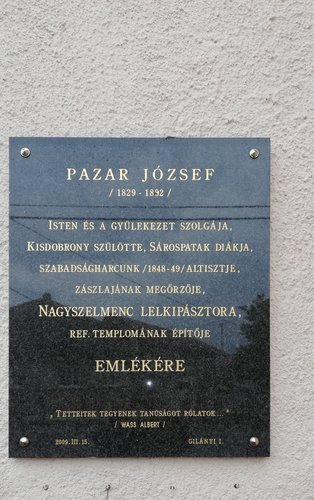 PAZAR JÓZSEF
/ 1829 - 1892 /
ISTEN ÉS A GYÜLEKEZET SZOLGÁJA,
KISDOBRONY SZÜLÖTTE, SÁROSPATAK DIÁKJA,
SZABADSÁGHARCUNK /1848-49/ ALTISZTJE,
ZÁSZLAJÁNAK MEGŐRZŐJE,
NAGYSZELMENC LELKIPÁSZTORA,
REF. TEMPLOMÁNAK ÉPÍTŐJE
EMLÉKÉRE
„TETTEITEK TEGYENEK TANÚSÁGOT RÓLATOK..."
/ WASS ALBERT /
2009. III. 15. GILÁNYI I.